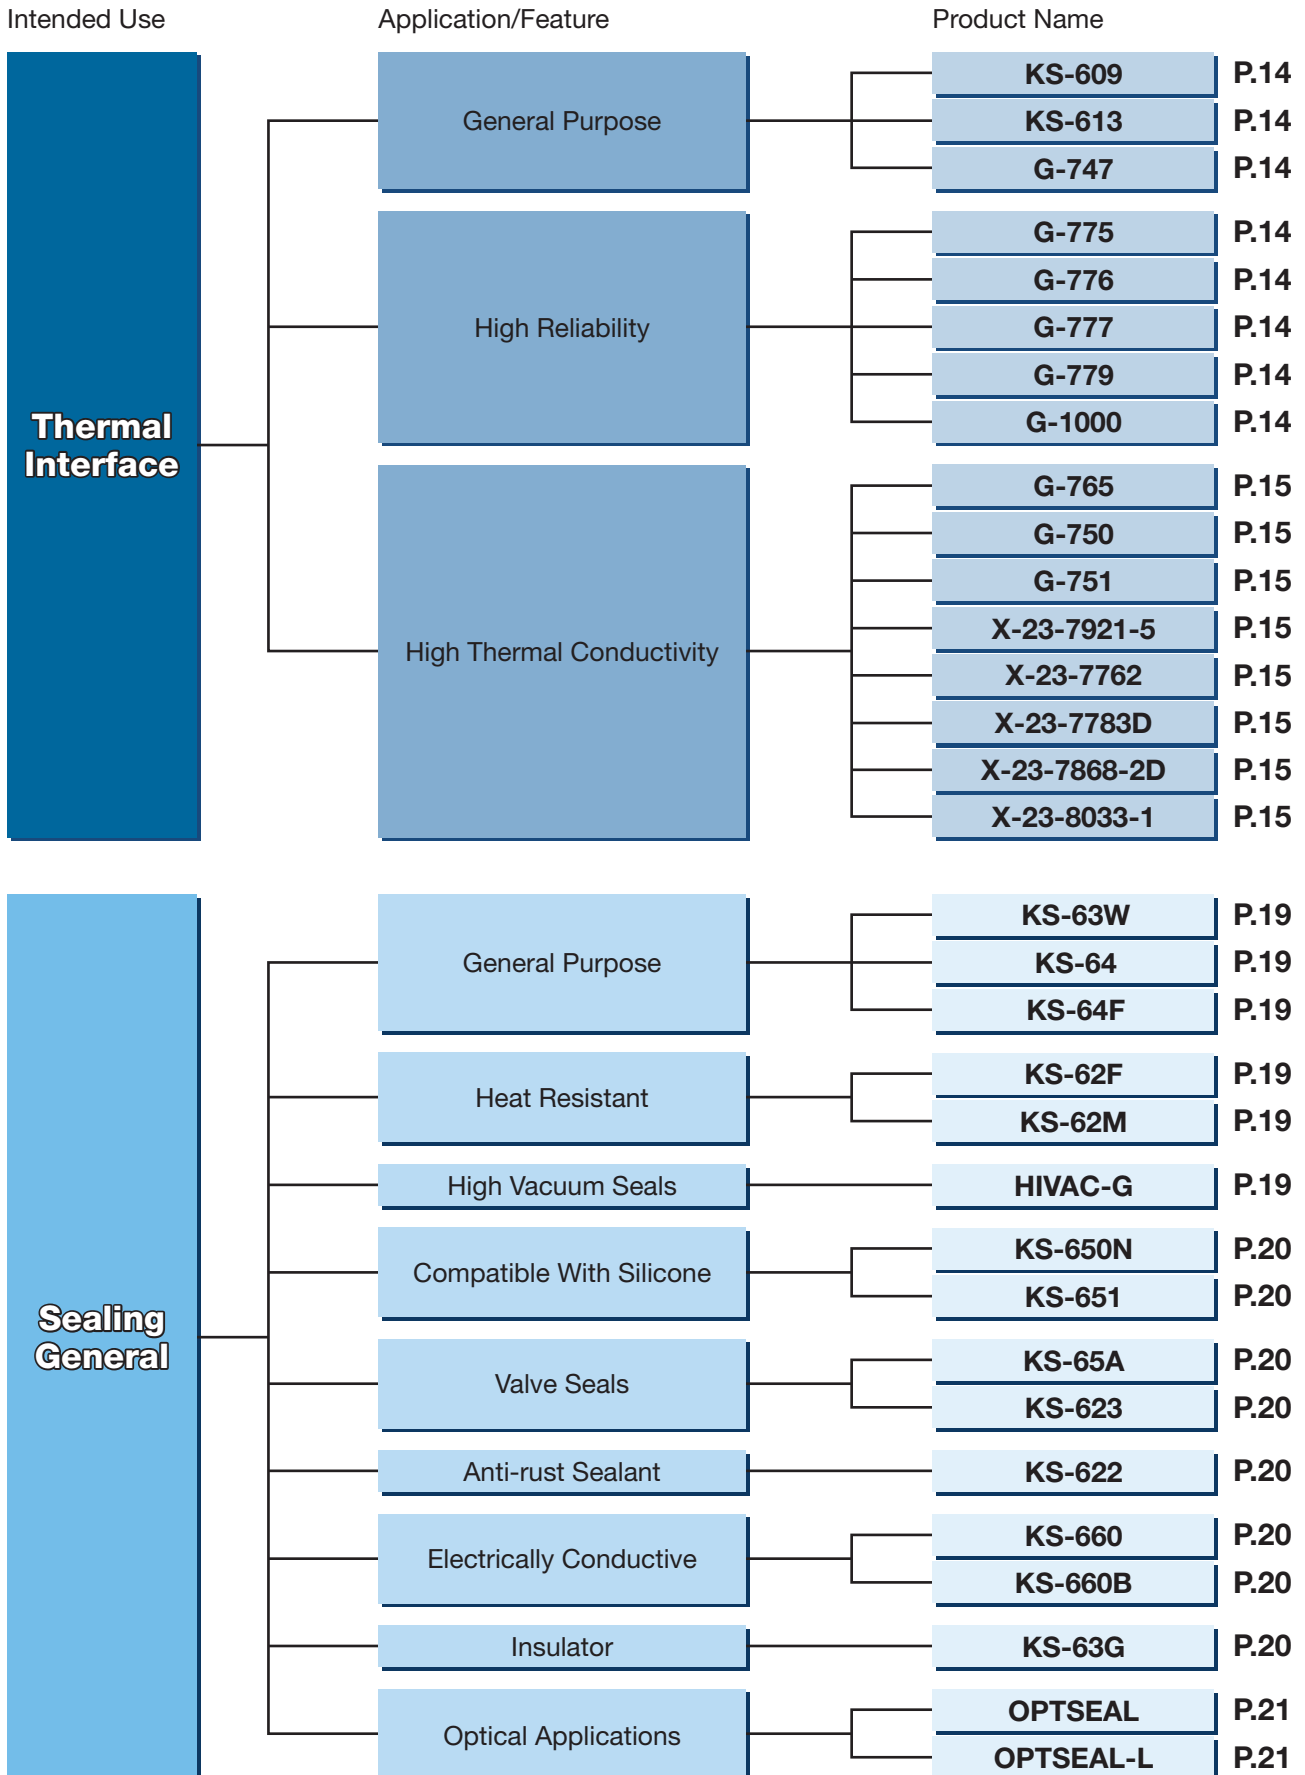 Intended Use
Application/Feature
Product Name
Thermal
Interface
General Purpose
KS-609 P.14
KS-613 P.14
G-747 P.14
High Reliability
G-775 P.14
G-776 P.14
G-777 P.14
G-779 P.14
G-1000 P.14
High Thermal Conductivity
G-765 P.15
G-750 P.15
G-751 P.15
X-23-7921-5 P.15
X-23-7762 P.15
X-23-7783D P.15
X-23-7868-2D P.15
X-23-8033-1 P.15
Sealing
General
General Purpose
KS-63W P.19
KS-64 P.19
KS-64F P.19
Heat Resistant
KS-62F P.19
KS-62M P.19
High Vacuum Seals
HIVAC-G P.19
Compatible With Silicone
KS-650N P.20
KS-651 P.20
Valve Seals
KS-65A P.20
KS-623 P.20
Anti-rust Sealant
KS-622 P.20
Electrically Conductive
KS-660 P.20
KS-660B P.20
Insulator
KS-63G P.20
Optical Applications
OPTSEAL P.21
OPTSEAL-L P.21